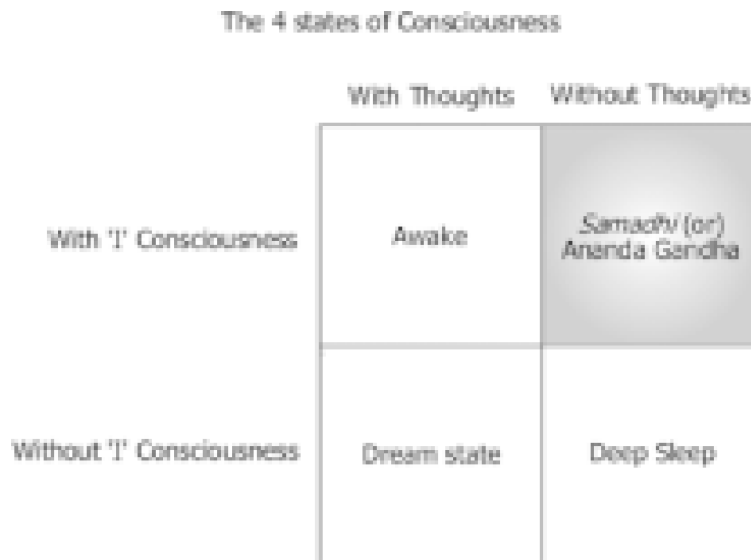 The 4 states of Consciousness
With Thoughts Without Thoughts
With 'I' Consciousness Awake Samadhi (or)
Ananda Gandha
Without 'I' Consciousness Dream state Deep Sleep